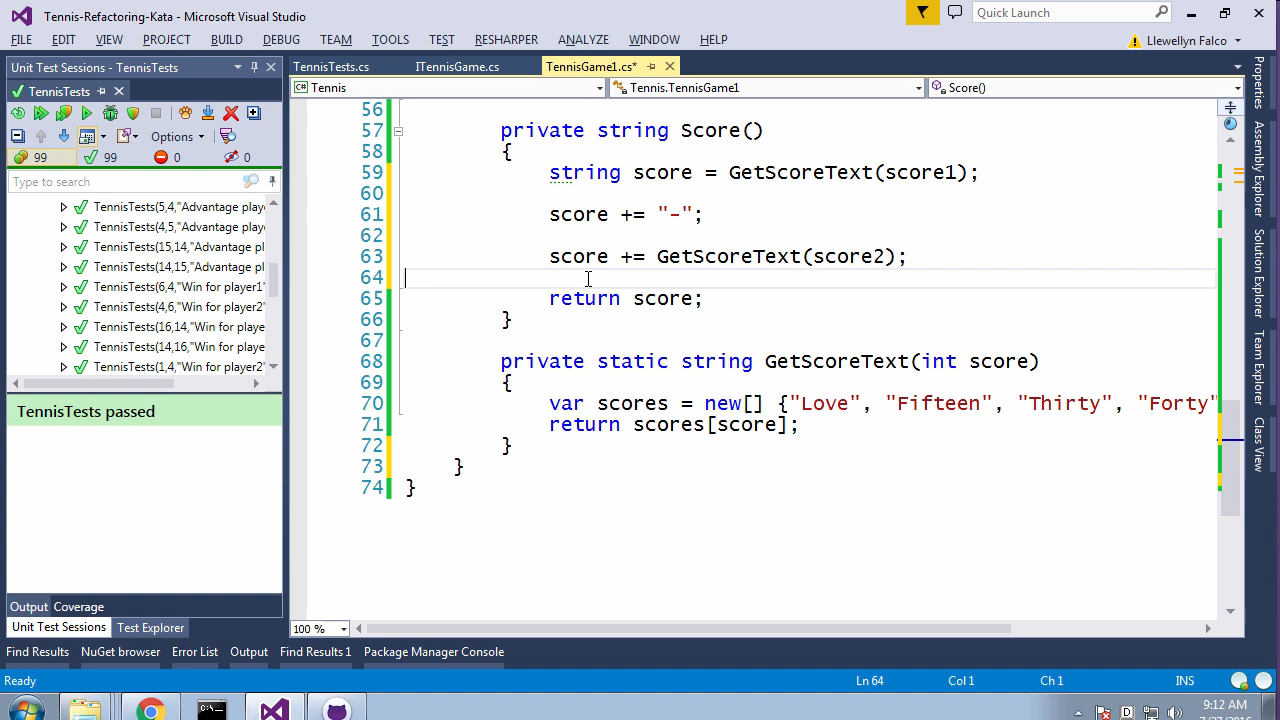 Tennis-Refactoring-Kata - Microsoft Visual Studio
Quick Launch
FILE EDIT VIEW PROJECT BUILD DEBUG TEAM TOOLS TEST RESHARPER ANALYZE WINDOW HELP
Llewellyn Falco
Unit Test Sessions - TennisTests
TennisTests.cs ITennisGame.cs TennisGame1.cs*
TennisTests
Tennis Tennis.TennisGame1 Score()
Options
99 99 0 0
Type to search
TennisTests(5,4,"Advantage playe
TennisTests(4,5,"Advantage playe
TennisTests(15,14,"Advantage pl
TennisTests(14,15,"Advantage pl
TennisTests(6,4,"Win for player1"
TennisTests(4,6,"Win for player2"
TennisTests(16,14,"Win for playe
TennisTests(14,16,"Win for playe
TennisTests(1,4,"Win for player2"
TennisTests passed
Output Coverage
Unit Test Sessions Test Explorer
56
57 private string Score()
58 {
59 string score = GetScoreText(score1);
60
61 score += "-";
62
63 score += GetScoreText(score2);
64
65 return score;
66 }
67
68 private static string GetScoreText(int score)
69 {
70 var scores = new[] {"Love", "Fifteen", "Thirty", "Forty"
71 return scores[score];
72 }
73 }
74 }
100 %
Properties
Assembly Explorer
Solution Explorer
Team Explorer
Class View
Find Results NuGet browser Error List Output Find Results 1 Package Manager Console
Ready Ln 64 Col 1 Ch 1 INS
9:12 AM